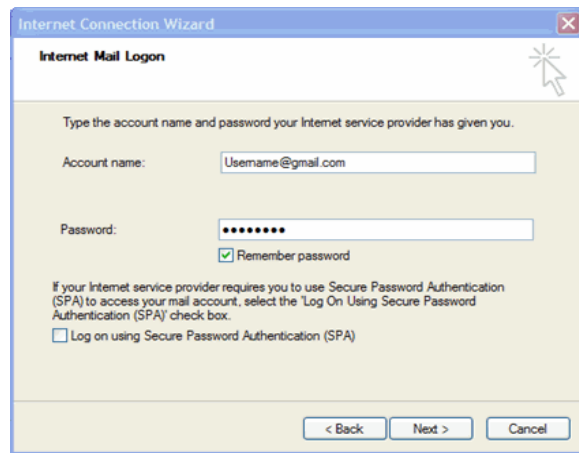 Internet Connection Wizard
Internet Mail Logon
Type the account name and password your Internet service provider has given you.
Account name:
Username@gmail.com
Password:
••••••••
Remember password
If your Internet service provider requires you to use Secure Password Authentication
(SPA) to access your mail account, select the 'Log On Using Secure Password
Authentication (SPA)' check box.
Log on using Secure Password Authentication (SPA)
< Back
Next >
Cancel